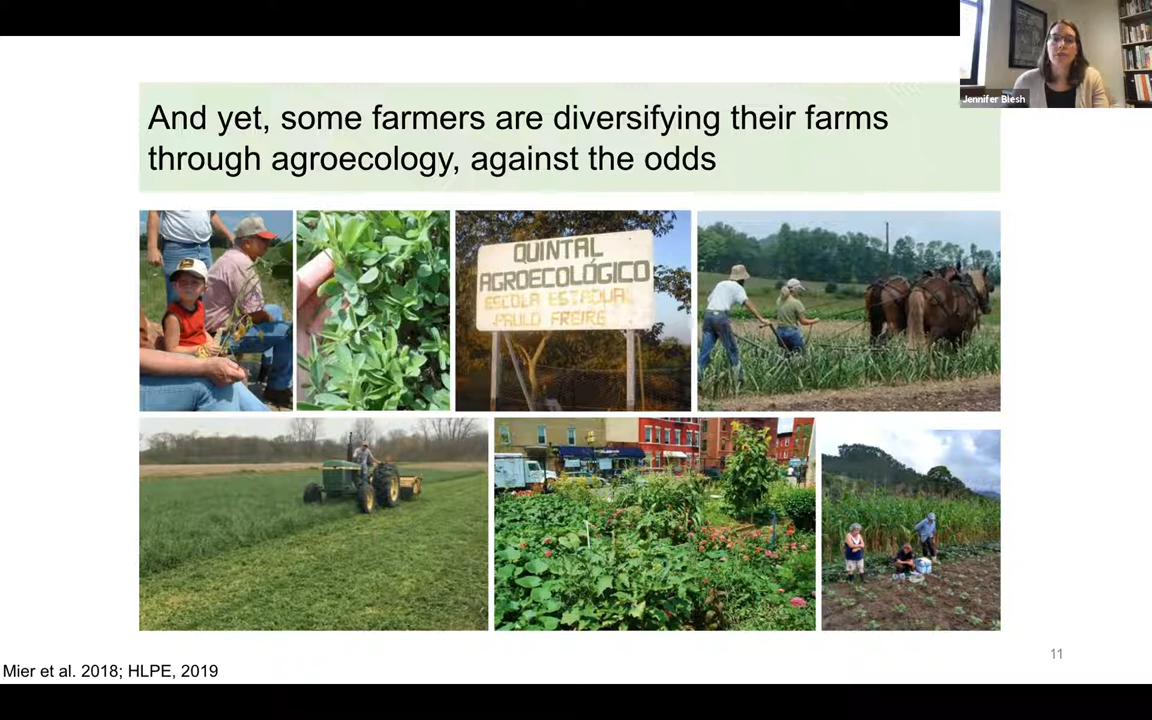 Jennifer Blesh
And yet, some farmers are diversifying their farms
through agroecology, against the odds
QUINTAL
AGROECOLÓGICO
ESCOLA ESTADUAL
PAULO FREIRE
11
Mier et al. 2018; HLPE, 2019